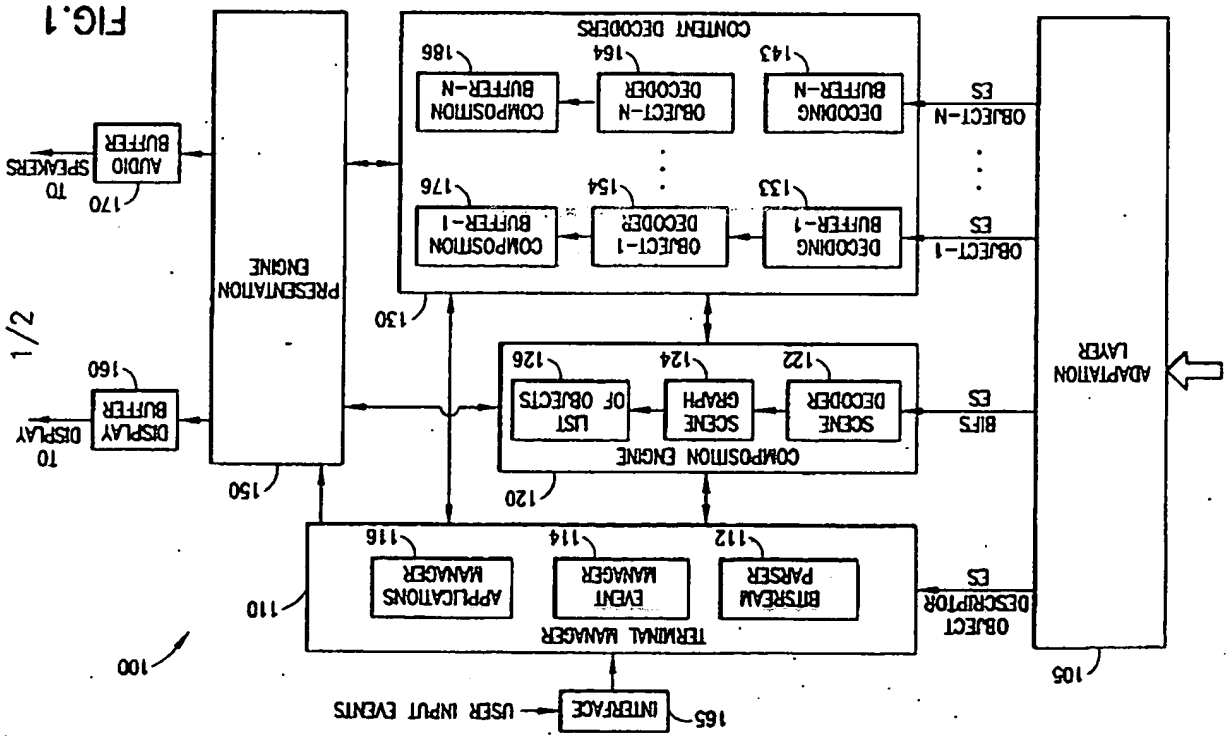 USER INPUT EVENTS
INTERFACE
165
100
TERMINAL MANAGER
110
BITSTREAM
PARSER
112
EVENT
MANAGER
114
APPLICATIONS
MANAGER
116
OBJECT
DESCRIPTOR
ES
105
ADAPTATION
LAYER
120
COMPOSITION ENGINE
BIFS
ES
SCENE
DECODER
122
SCENE
GRAPH
124
LIST
OF OBJECTS
126
150
PRESENTATION
ENGINE
160
DISPLAY
BUFFER
TO
DISPLAY
1/2
130
OBJECT-1
ES
DECODING
BUFFER-1
133
OBJECT-1
DECODER
154
COMPOSITION
BUFFER-1
176
170
AUDIO
BUFFER
TO
SPEAKERS
OBJECT-N
ES
DECODING
BUFFER-N
143
OBJECT-N
DECODER
164
COMPOSITION
BUFFER-N
186
CONTENT DECODERS
FIG.1